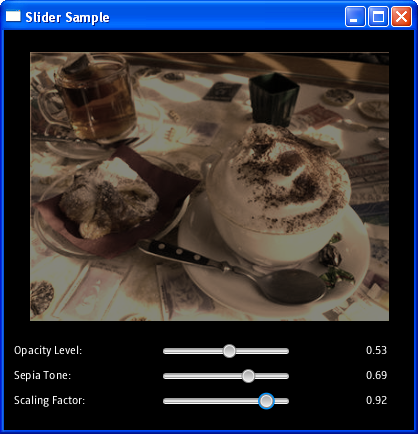 Slider Sample
Opacity Level: 0.53
Sepia Tone: 0.69
Scaling Factor: 0.92